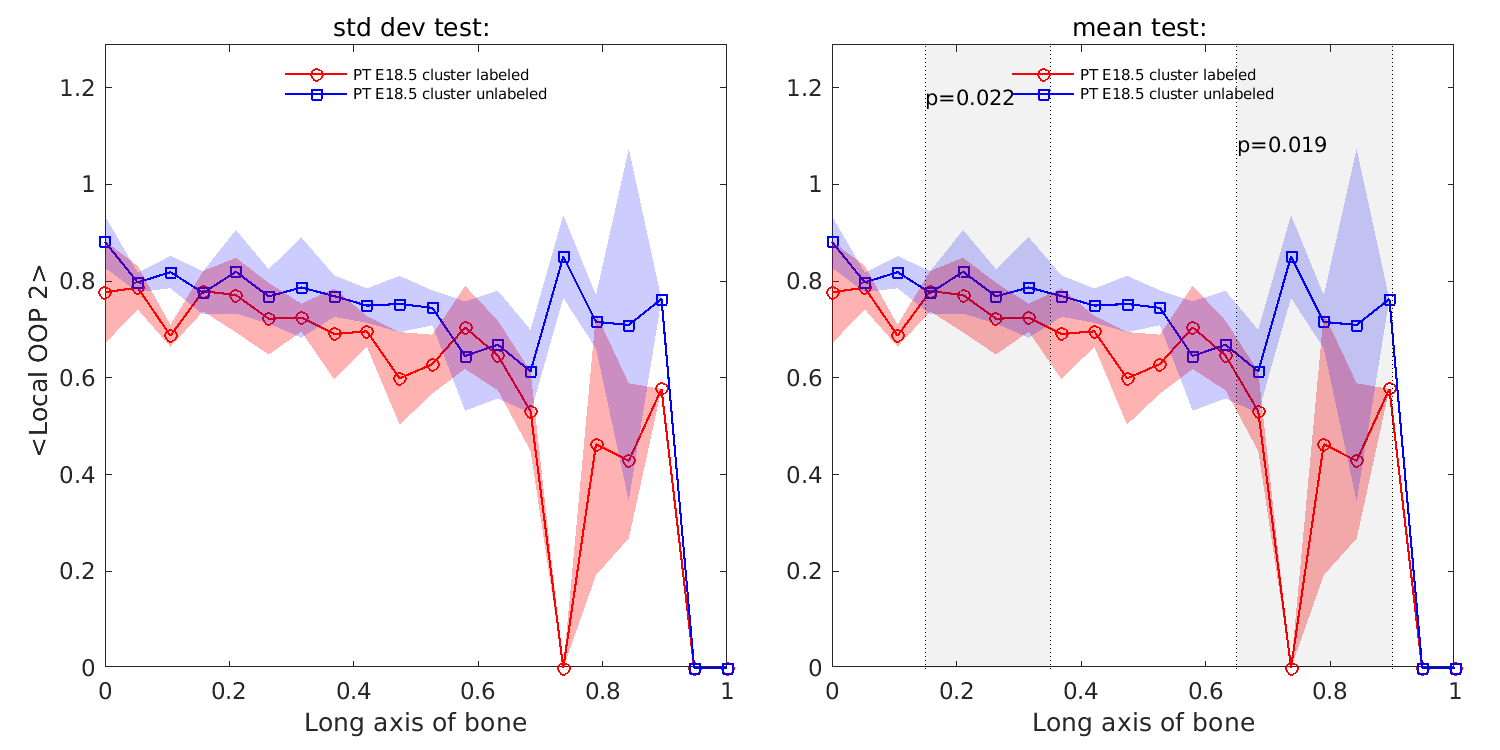 std dev test:
PT E18.5 cluster labeled
PT E18.5 cluster unlabeled
<Local OOP 2>
1.2
1
0.8
0.6
0.4
0.2
0
0 0.2 0.4 0.6 0.8 1
Long axis of bone
mean test:
PT E18.5 cluster labeled
PT E18.5 cluster unlabeled
p=0.022
p=0.019
1.2
1
0.8
0.6
0.4
0.2
0
0 0.2 0.4 0.6 0.8 1
Long axis of bone